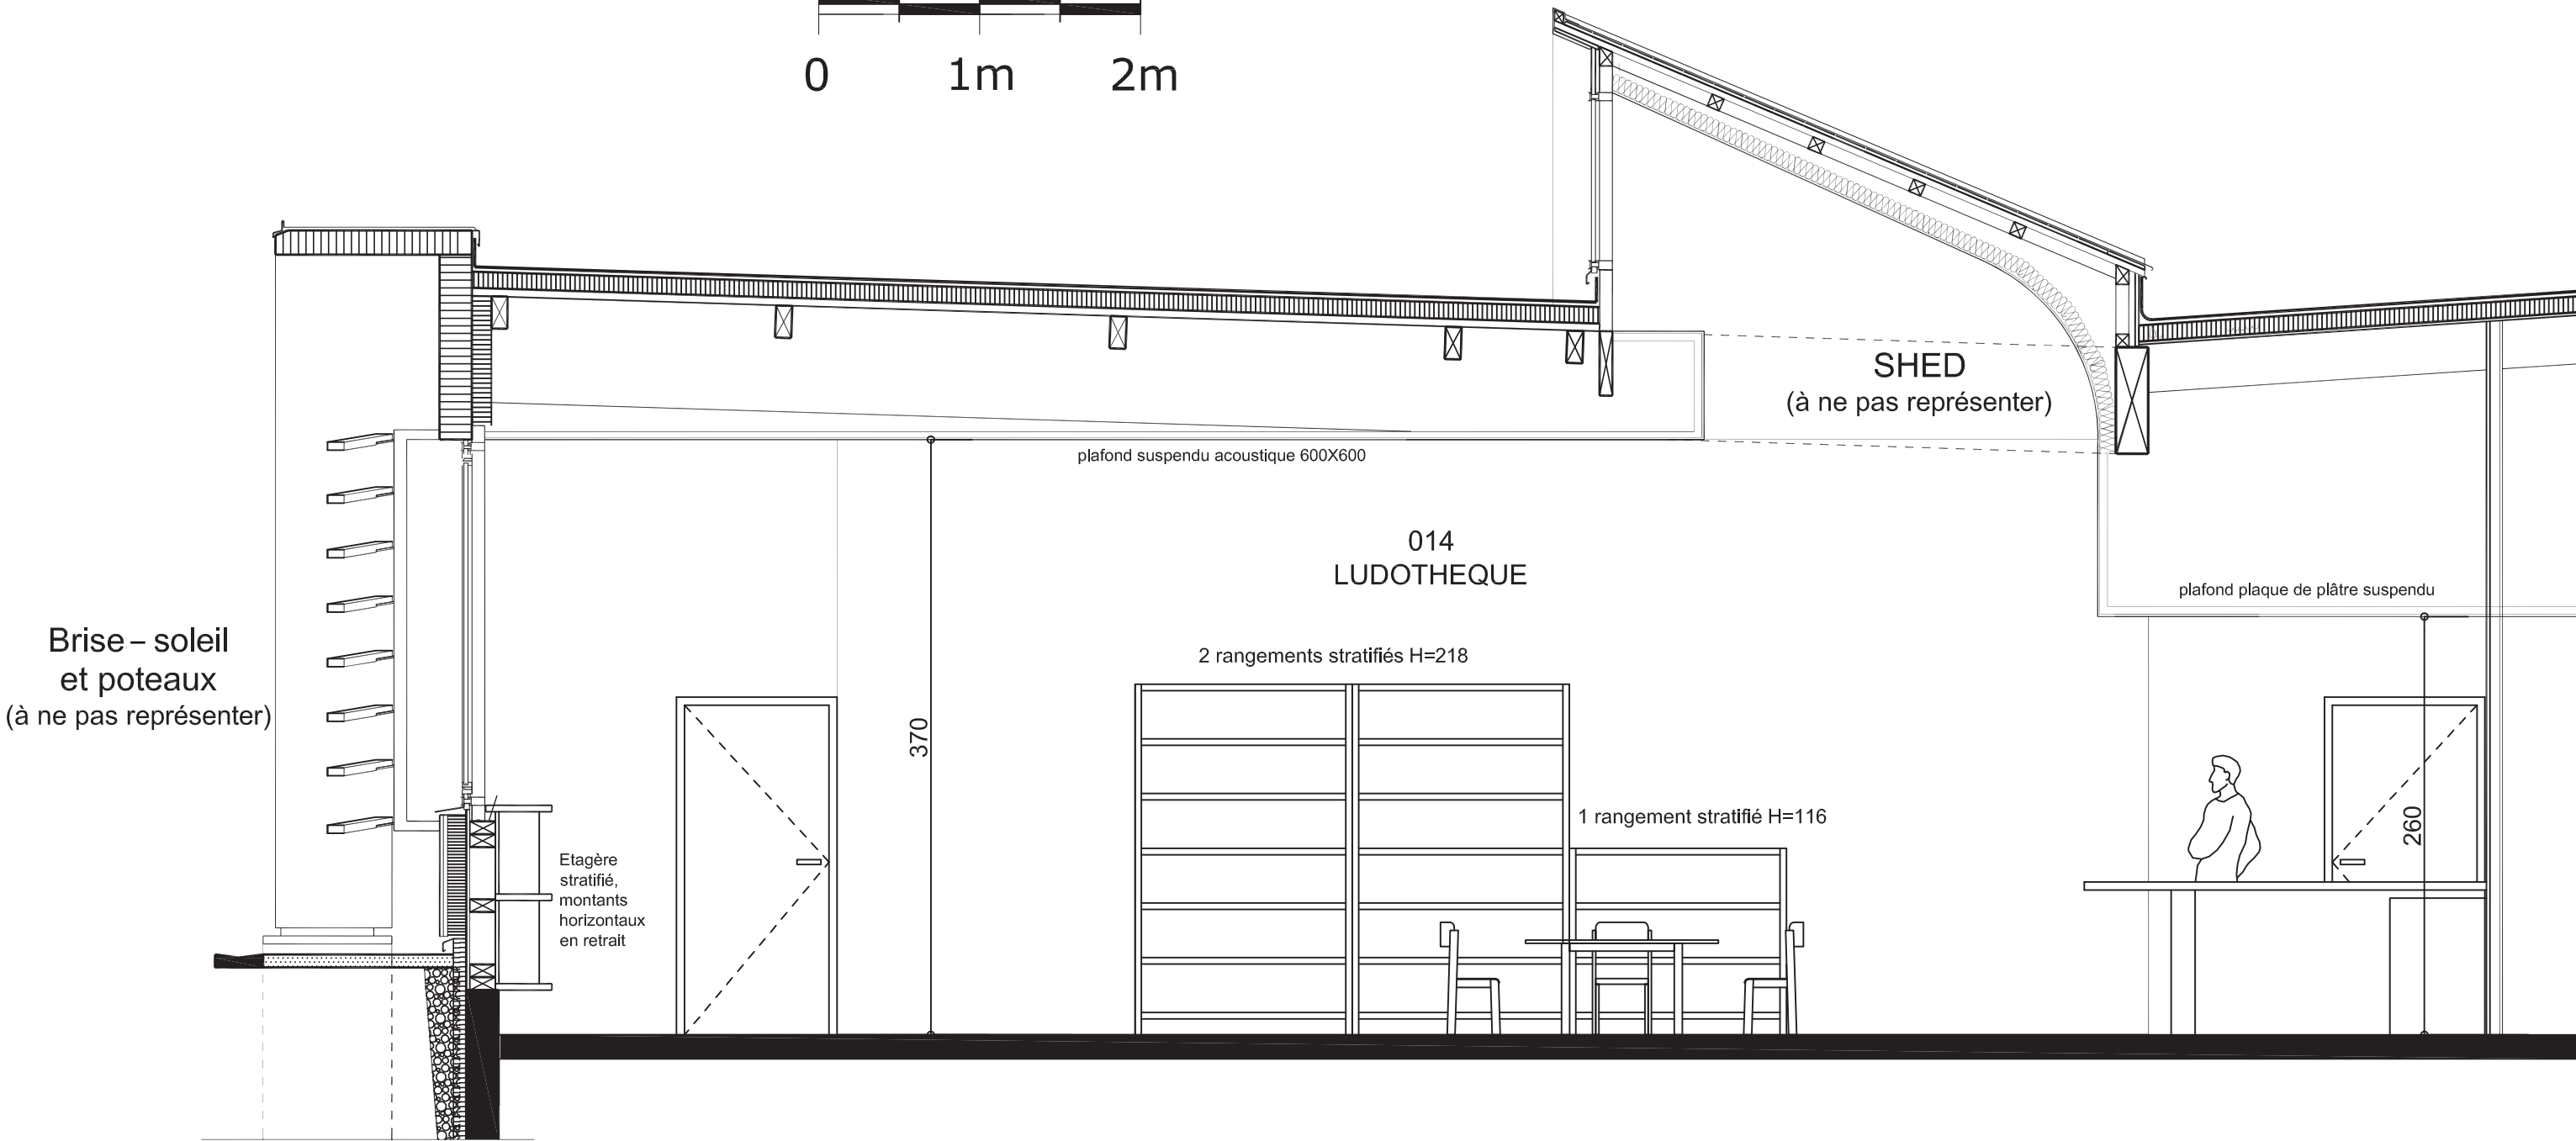 0 1m 2m
SHED
(à ne pas représenter)
plafond suspendu acoustique 600X600
014
LUDOTHEQUE
plafond plaque de plâtre suspendu
Brise – soleil
et poteaux
(à ne pas représenter)
2 rangements stratifiés H=218
370
1 rangement stratifié H=116
260
Etagère
stratifié,
montants
horizontaux
en retrait